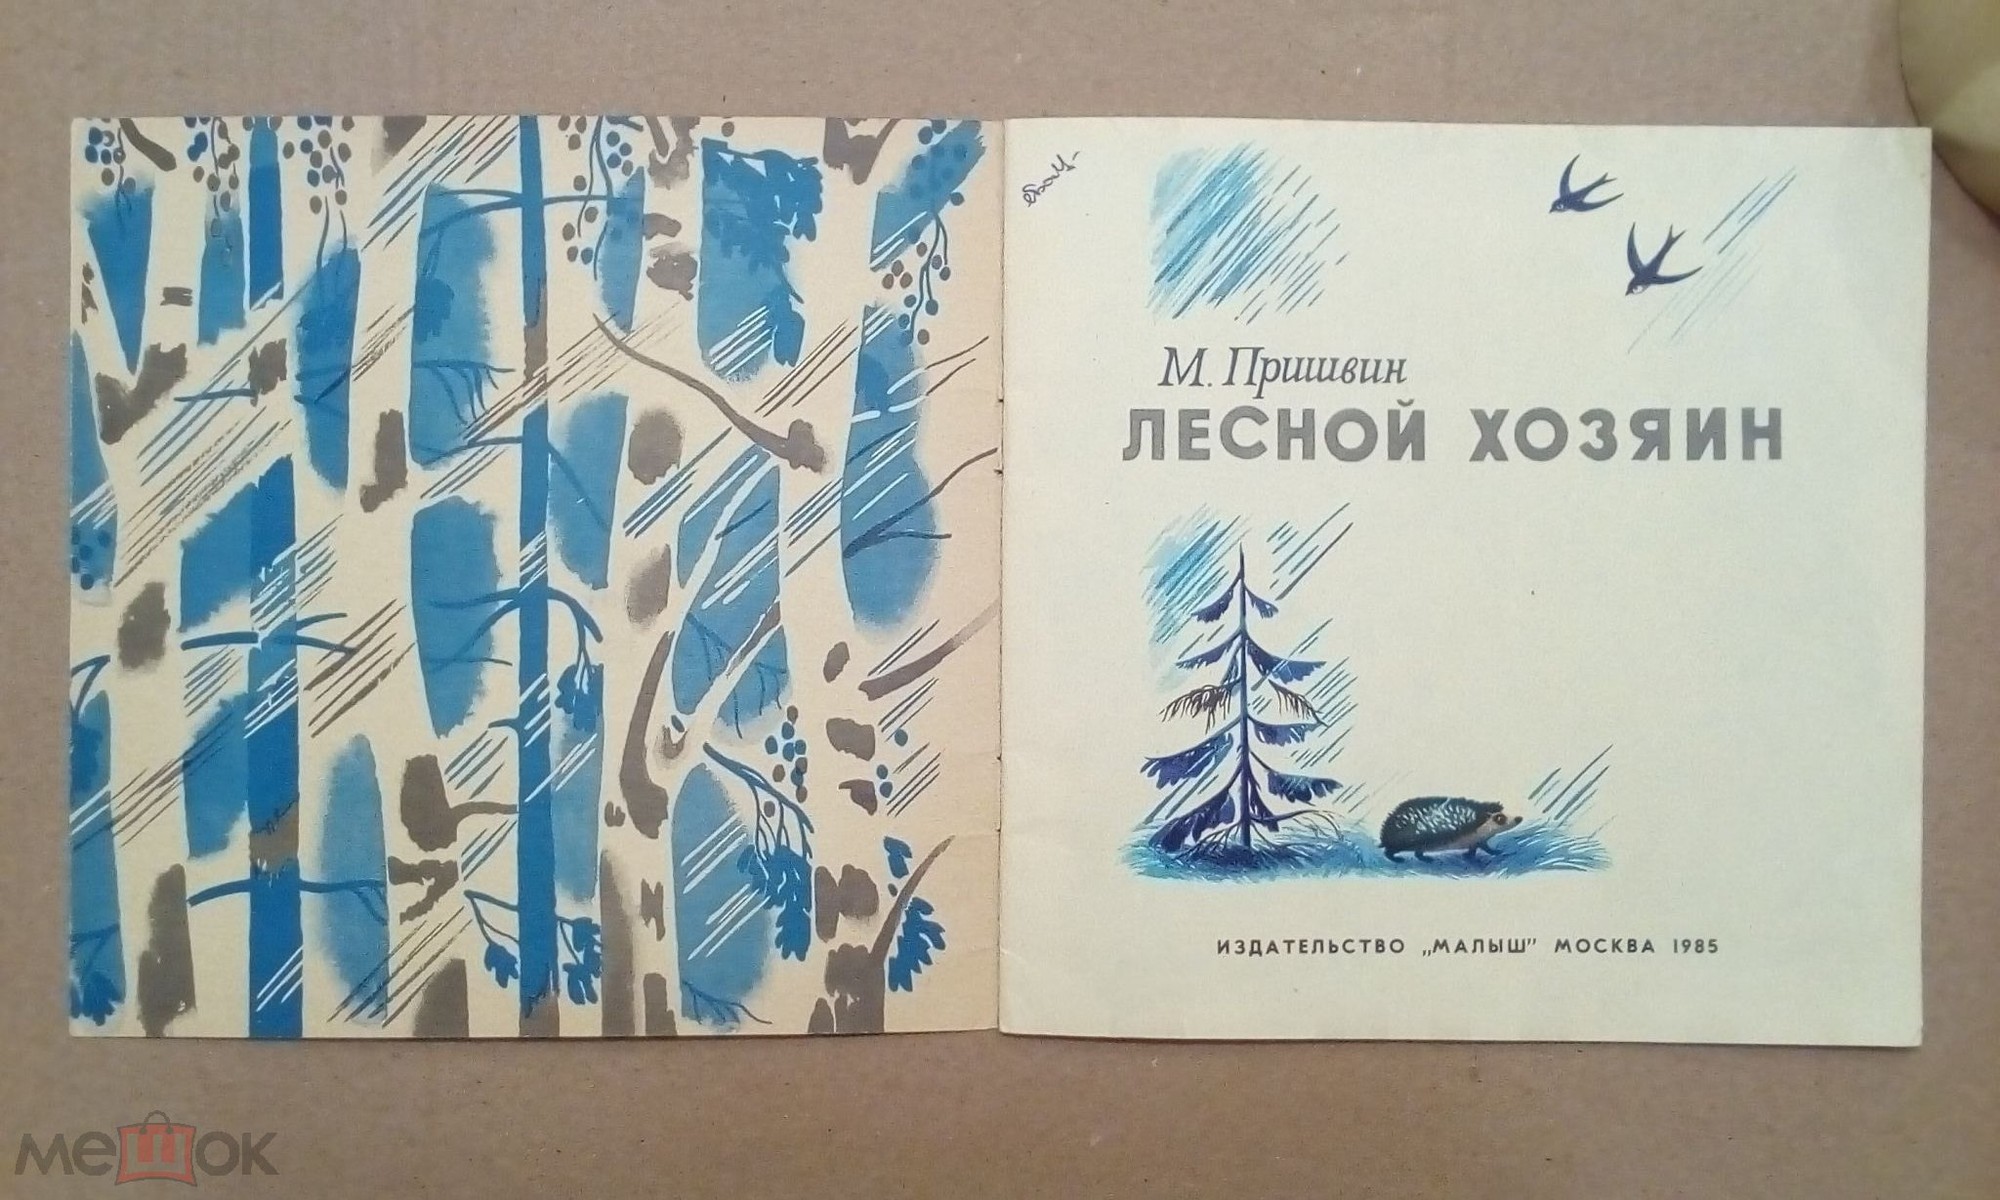 М. Пришвин
ЛЕСНОЙ ХОЗЯИН
ИЗДАТЕЛЬСТВО „МАЛЫШ” МОСКВА 1985
мешок